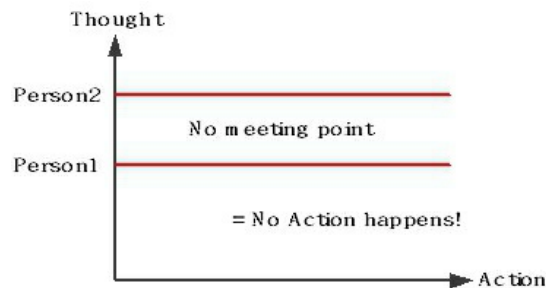 Thought
Person2
No meeting point
Person1
= No Action happens!
Action